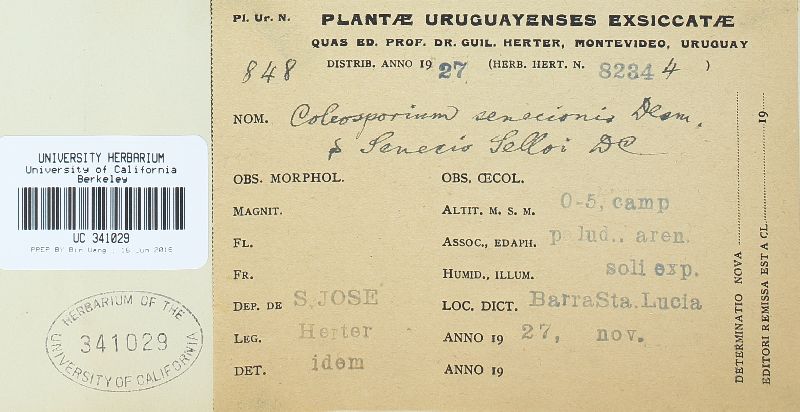 Pl. Ur. N. PLANTÆ URUGUAYENSES EXSICCATÆ
QUAS ED. PROF. DR. GUIL. HERTER, MONTEVIDEO, URUGUAY
848 DISTRIB. ANNO 19 27 (HERB. HERT. N. 82344 )
NOM. Coleosporium senecionis Desm.
Senecio Selloi DC
OBS. MORPHOL. OBS. ŒCOL.
MAGNIT. ALTIT. M. S. M. 0-5, camp
FL. ASSOC., EDAPH. palud., aren.
FR. HUMID., ILLUM. soli exp.
DEP. DE S. JOSE LOC. DICT. BarraSta.Lucia
LEG. Herter ANNO 19 27, nov.
DET. idem ANNO 19
DETERMINATIO NOVA
EDITORI REMISSA EST A CL. 19
UNIVERSITY HERBARIUM
University of California
Berkeley
UC 341029
HERBARIUM OF THE
341029
UNIVERSITY OF CALIFORNIA